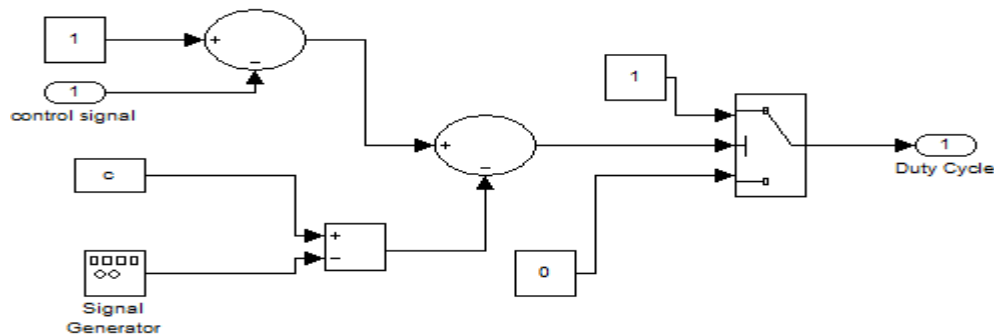 1
+
−
1
control signal
1
+
−
1
Duty Cycle
c
+
−
0
Signal
Generator